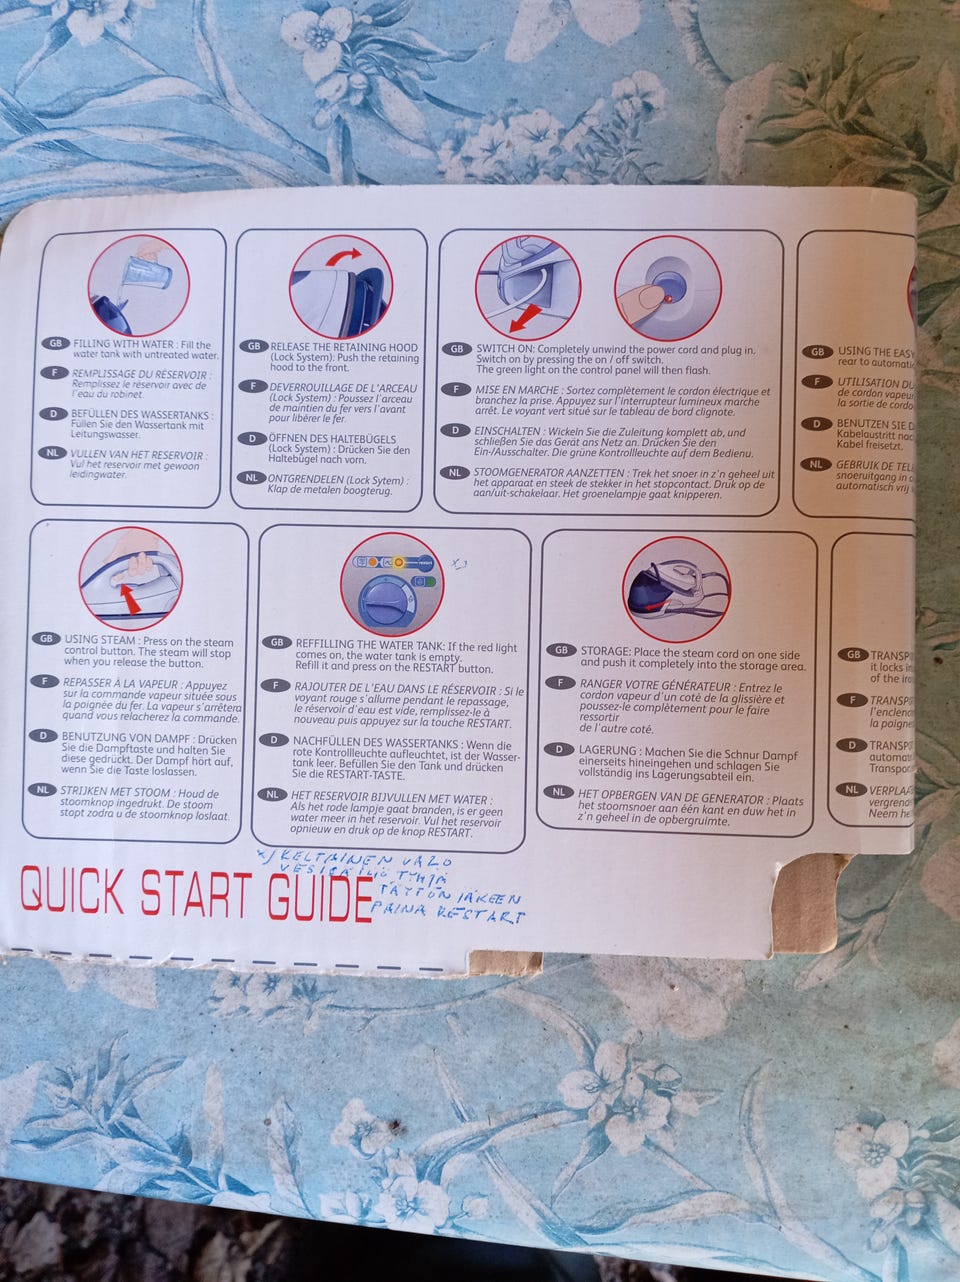 GB FILLING WITH WATER : Fill the
water tank with untreated water.
F REMPLISSAGE DU RÉSERVOIR :
Remplissez le réservoir avec de
l'eau du robinet.
D BEFÜLLEN DES WASSERTANKS :
Füllen Sie den Wassertank mit
Leitungswasser.
NL VULLEN VAN HET RESERVOIR :
Vul het reservoir met gewoon
leidingwater.
GB RELEASE THE RETAINING HOOD
(Lock System): Push the retaining
hood to the front.
F DEVERROUILLAGE DE L'ARCEAU
(Lock System) : Poussez l'arceau
de maintien du fer vers l'avant
pour libérer le fer.
D ÖFFNEN DES HALTEBÜGELS
(Lock System) : Drücken Sie den
Haltebügel nach vorn.
NL ONTGRENDELEN (Lock Sytem) :
Klap de metalen boogterug.
GB SWITCH ON: Completely unwind the power cord and plug in.
Switch on by pressing the on / off switch.
The green light on the control panel will then flash.
F MISE EN MARCHE : Sortez complètement le cordon électrique et
branchez la prise. Appuyez sur l'interrupteur lumineux marche
arrêt. Le voyant vert situé sur le tableau de bord clignote.
D EINSCHALTEN : Wickeln Sie die Zuleitung komplett ab, und
schließen Sie das Gerät ans Netz an. Drücken Sie den
Ein-/Ausschalter. Die grüne Kontrollleuchte auf dem Bedienu.
NL STOOMGENERATOR AANZETTEN : Trek het snoer in z'n geheel uit
het apparaat en steek de stekker in het stopcontact. Druk op de
aan/uit-schakelaar. Het groenelampje gaat knipperen.
GB USING THE EASY
rear to automati
F UTILISATION DU
de cordon vapeur
la sortie de cordo
D BENUTZEN SIE D
Kabelaustritt nac
Kabel freisetzt.
NL GEBRUIK DE TEL
snoeruitgang in d
automatisch vrij
GB USING STEAM : Press on the steam
control button. The steam will stop
when you release the button.
F REPASSER À LA VAPEUR : Appuyez
sur la commande vapeur située sous
la poignée du fer. La vapeur s'arrêtera
quand vous relacherez la commande.
D BENUTZUNG VON DAMPF : Drücken
Sie die Dampftaste und halten Sie
diese gedrückt. Der Dampf hört auf,
wenn Sie die Taste loslassen.
NL STRIJKEN MET STOOM : Houd de
stoomknop ingedrukt. De stoom
stopt zodra u de stoomknop loslaat.
restart
x)
GB REFFILLING THE WATER TANK: If the red light
comes on, the water tank is empty.
Refill it and press on the RESTART button.
F RAJOUTER DE L'EAU DANS LE RÉSERVOIR : Si le
voyant rouge s'allume pendant le repassage,
le réservoir d'eau est vide, remplissez-le à
nouveau puis appuyez sur la touche RESTART.
D NACHFÜLLEN DES WASSERTANKS : Wenn die
rote Kontrollleuchte aufleuchtet, ist der Wasser-
tank leer. Befüllen Sie den Tank und drücken
Sie die RESTART-TASTE.
NL HET RESERVOIR BIJVULLEN MET WATER :
Als het rode lampje gaat branden, is er geen
water meer in het reservoir. Vul het reservoir
opnieuw en druk op de knop RESTART.
GB STORAGE: Place the steam cord on one side
and push it completely into the storage area.
F RANGER VOTRE GÉNÉRATEUR : Entrez le
cordon vapeur d'un coté de la glissière et
poussez-le complètement pour le faire
ressortir
de l'autre coté.
D LAGERUNG : Machen Sie die Schnur Dampf
einerseits hineingehen und schlagen Sie
vollständig ins Lagerungsabteil ein.
NL HET OPBERGEN VAN DE GENERATOR : Plaats
het stoomsnoer aan één kant en duw het in
z'n geheel in de opbergruimte.
GB TRANSP
it locks in
of the iro
F TRANSP
l'enclen
la poign
D TRANSP
automat
Transpor
NL VERPLAA
vergrend
Neem he
x) KELTAINEN VALO
VESISÄILIÖ TYHJÄ
TÄYTÖN JÄKEEN
PAINA RESTART
QUICK START GUIDE